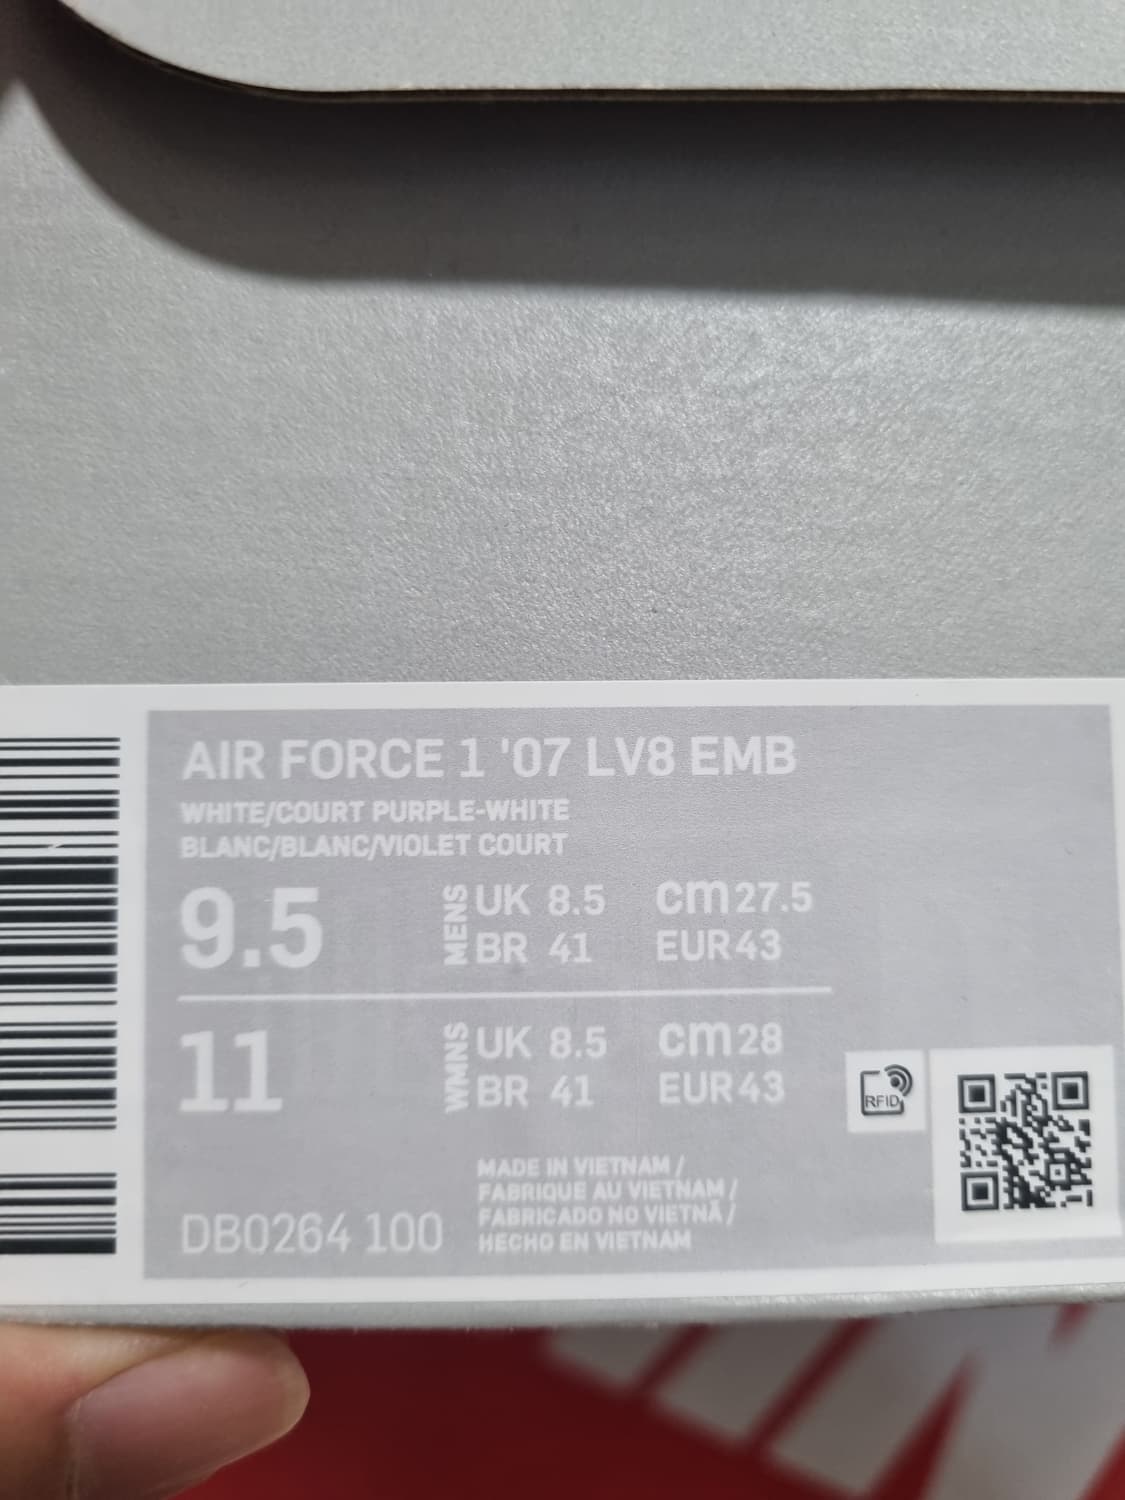 AIR FORCE 1 '07 LV8 EMB
WHITE/COURT PURPLE-WHITE
BLANC/BLANC/VIOLET COURT
9.5 MENS UK 8.5 cm 27.5
BR 41 EUR 43
11 WMNS UK 8.5 cm 28
BR 41 EUR 43
RFID
MADE IN VIETNAM /
FABRIQUE AU VIETNAM /
FABRICADO NO VIETNÃ /
HECHO EN VIETNAM
DB0264 100